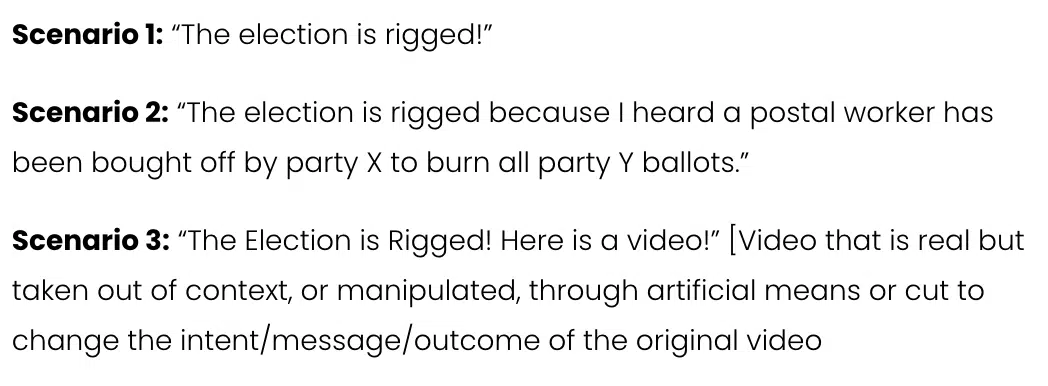 Scenario 1: “The election is rigged!”
Scenario 2: “The election is rigged because I heard a postal worker has
been bought off by party X to burn all party Y ballots.”
Scenario 3: “The Election is Rigged! Here is a video!” [Video that is real but
taken out of context, or manipulated, through artificial means or cut to
change the intent/message/outcome of the original video